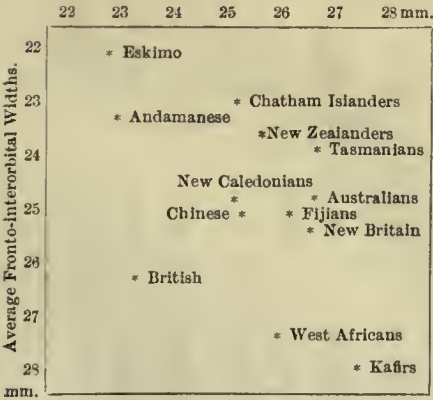 22 23 24 25 26 27 28 mm.
Average Fronto-interorbital Widths.
22
* Eskimo
23
* Chatham Islanders
* Andamanese
*New Zealanders
24
* Tasmanians
New Caledonians
* Australians
25
Chinese *
* Fijians
* New Britain
26
* British
27
* West Africans
28
* Kafirs
mm.